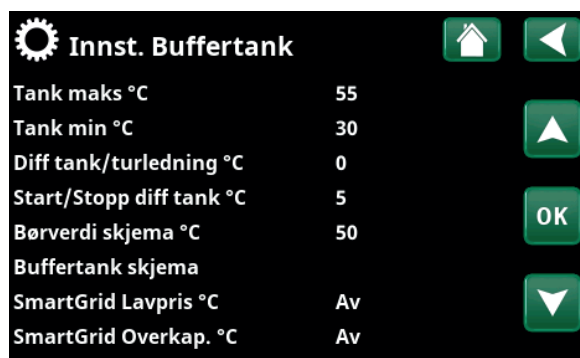 Innst. Buffertank
Tank maks °C 55
Tank min °C 30
Diff tank/turledning °C 0
Start/Stopp diff tank °C 5
OK
Børverdi skjema °C 50
Buffertank skjema
SmartGrid Lavpris °C Av
SmartGrid Overkap. °C Av